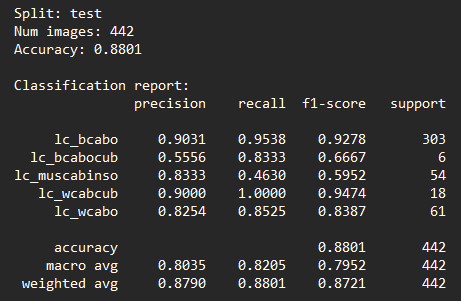 Split: test
Num images: 442
Accuracy: 0.8801
Classification report:
precision recall f1-score support
lc_bcabo 0.9031 0.9538 0.9278 303
lc_bcabocub 0.5556 0.8333 0.6667 6
lc_muscabinso 0.8333 0.4630 0.5952 54
lc_wcabcub 0.9000 1.0000 0.9474 18
lc_wcabo 0.8254 0.8525 0.8387 61
accuracy 0.8801 442
macro avg 0.8035 0.8205 0.7952 442
weighted avg 0.8790 0.8801 0.8721 442